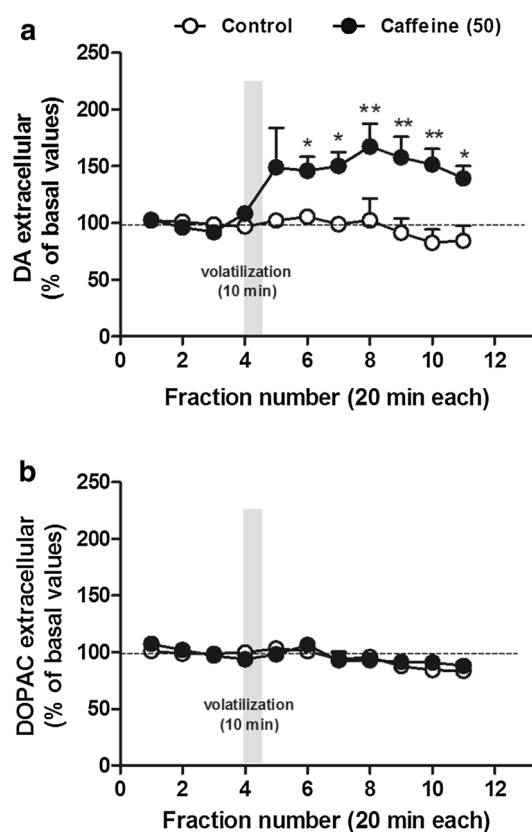 a
Control
Caffeine (50)
DA extracellular
(% of basal values)
250
200
150
100
50
0
*
*
**
**
**
*
volatilization
(10 min)
0
2
4
6
8
10
12
Fraction number (20 min each)
b
DOPAC extracellular
(% of basal values)
250
200
150
100
50
0
volatilization
(10 min)
0
2
4
6
8
10
12
Fraction number (20 min each)